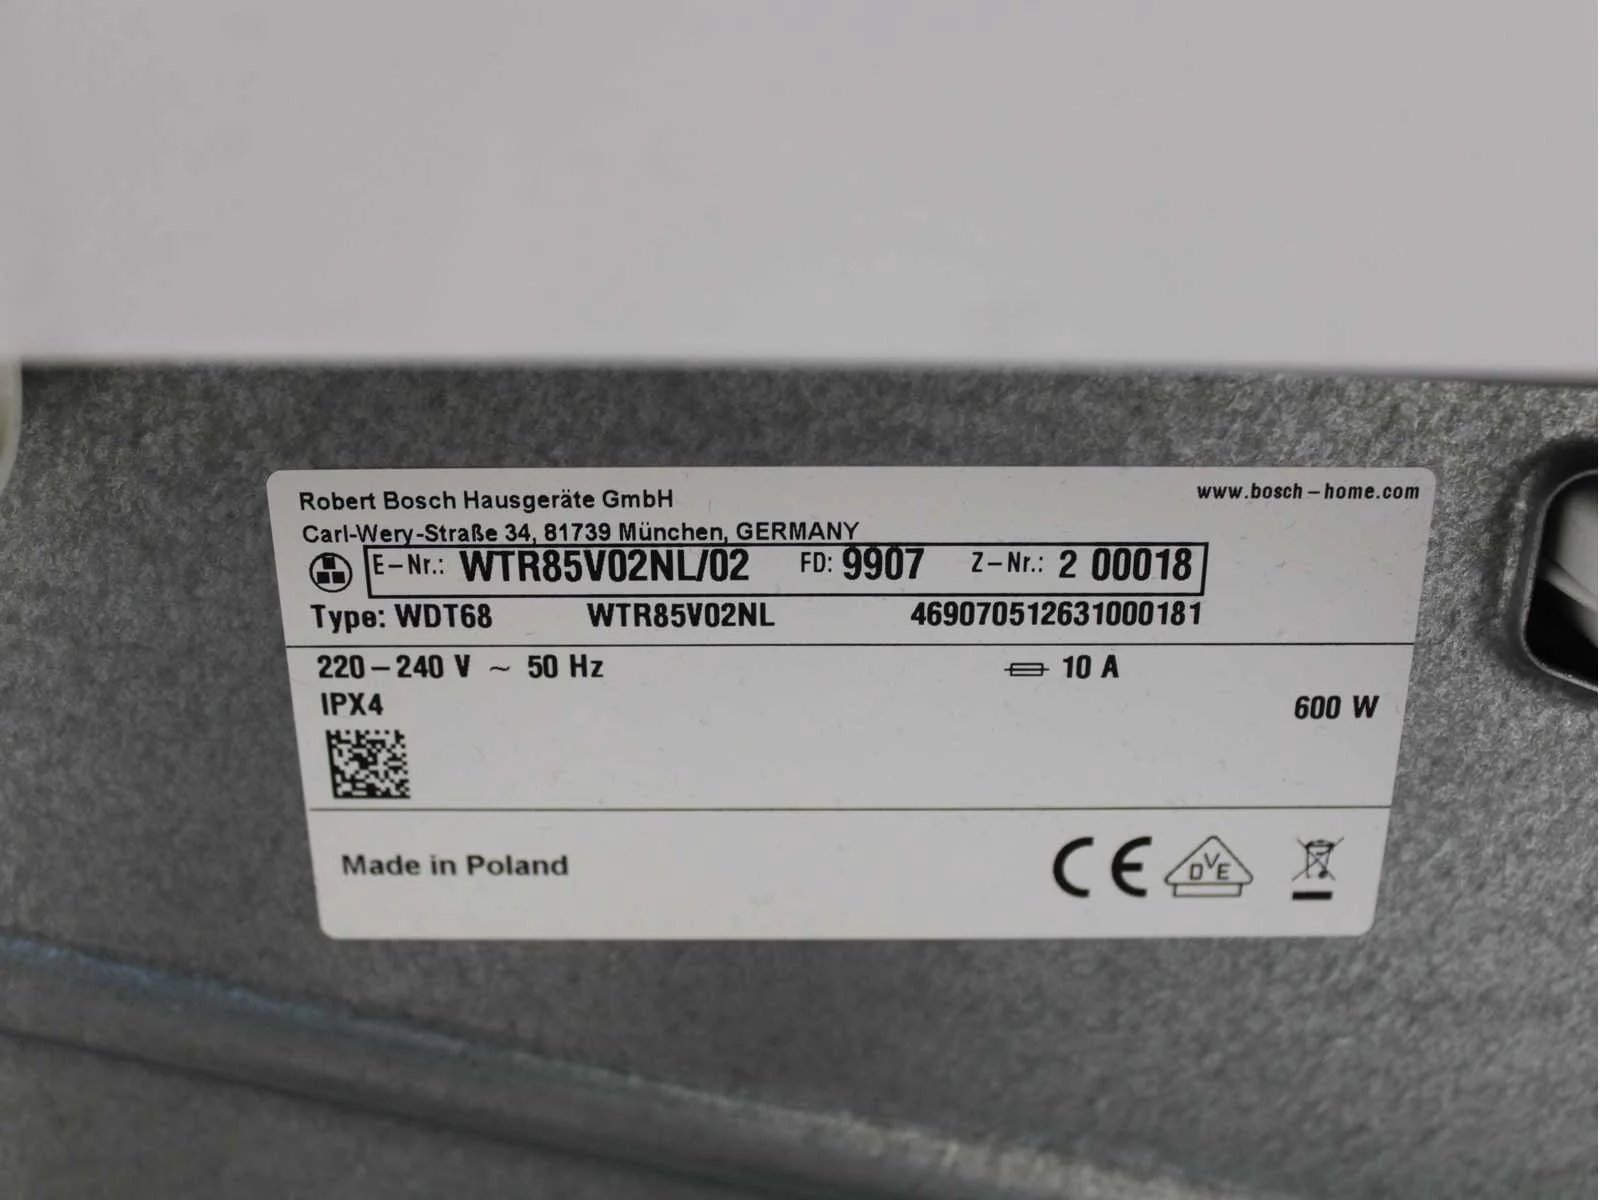 Robert Bosch Hausgeräte GmbH
www.bosch-home.com
Carl-Wery-Straße 34, 81739 München, GERMANY
E-Nr.: WTR85V02NL/02 FD: 9907 Z-Nr.: 2 00018
Type: WDT68 WTR85V02NL 469070512631000181
220-240 V ~ 50 Hz 10 A
IPX4 600 W
Made in Poland
CE DVE